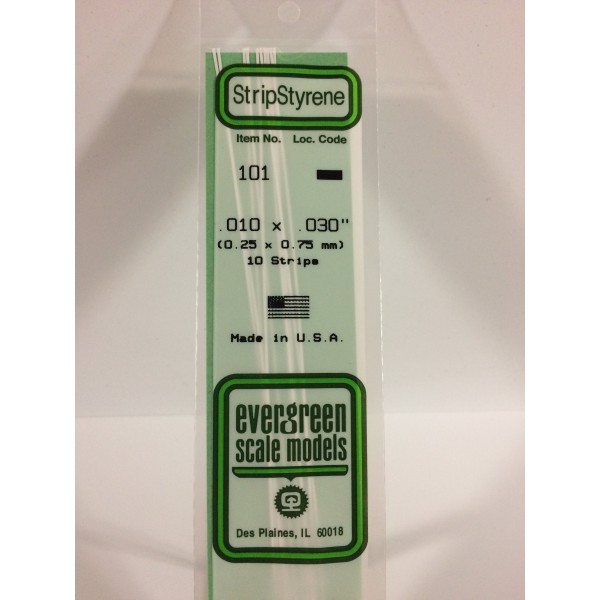 StripStyrene
Item No. Loc. Code
101
.010 x .030"
(0.25 x 0.75 mm)
10 Strips
Made in U.S.A.
evergreen
scale models
Des Plaines, IL 60018